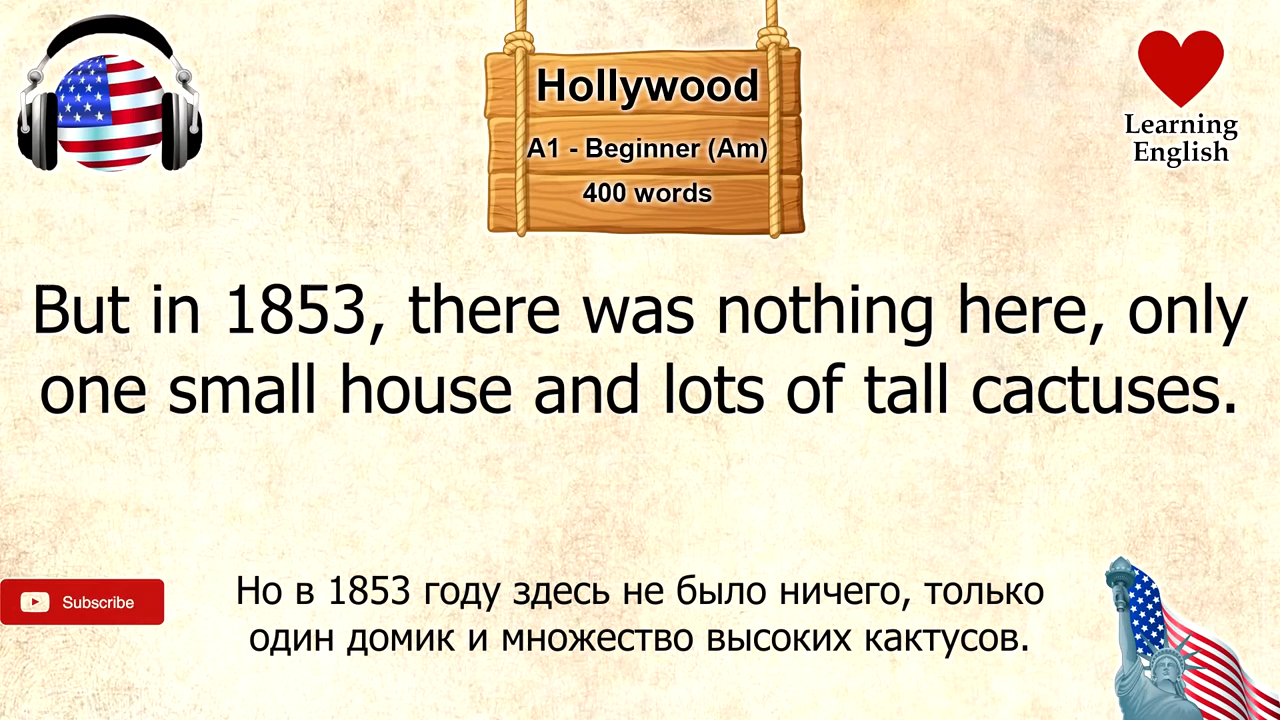 Hollywood
A1 - Beginner (Am)
400 words
Learning
English
But in 1853, there was nothing here, only
one small house and lots of tall cactuses.
Subscribe
Но в 1853 году здесь не было ничего, только
один домик и множество высоких кактусов.